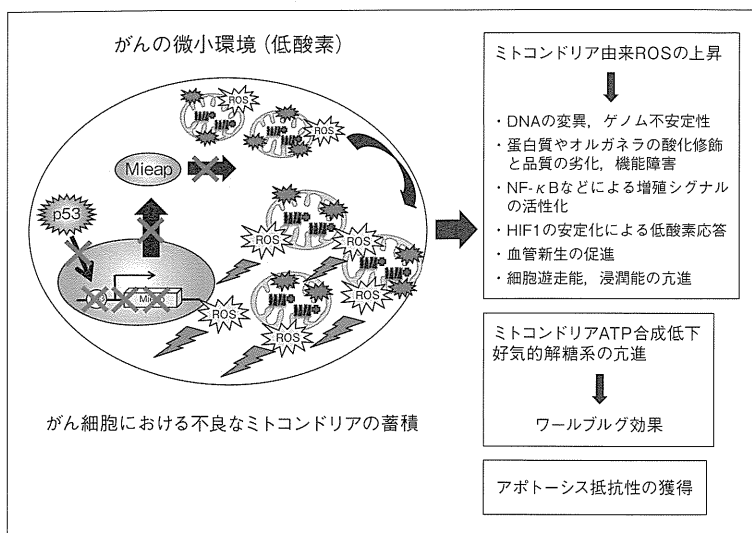 がんの微小環境（低酸素）
ROS
ROS
Mieap
p53
ROS
ROS
ROS
ROS
ROS
がん細胞における不良なミトコンドリアの蓄積
ミトコンドリア由来ROSの上昇
・DNAの変異，ゲノム不安定性
・蛋白質やオルガネラの酸化修飾
と品質の劣化，機能障害
・NF-κBなどによる増殖シグナル
の活性化
・HIF1の安定化による低酸素応答
・血管新生の促進
・細胞遊走能，浸潤能の亢進
ミトコンドリアATP合成低下
好気的解糖系の亢進
ワールブルグ効果
アポトーシス抵抗性の獲得